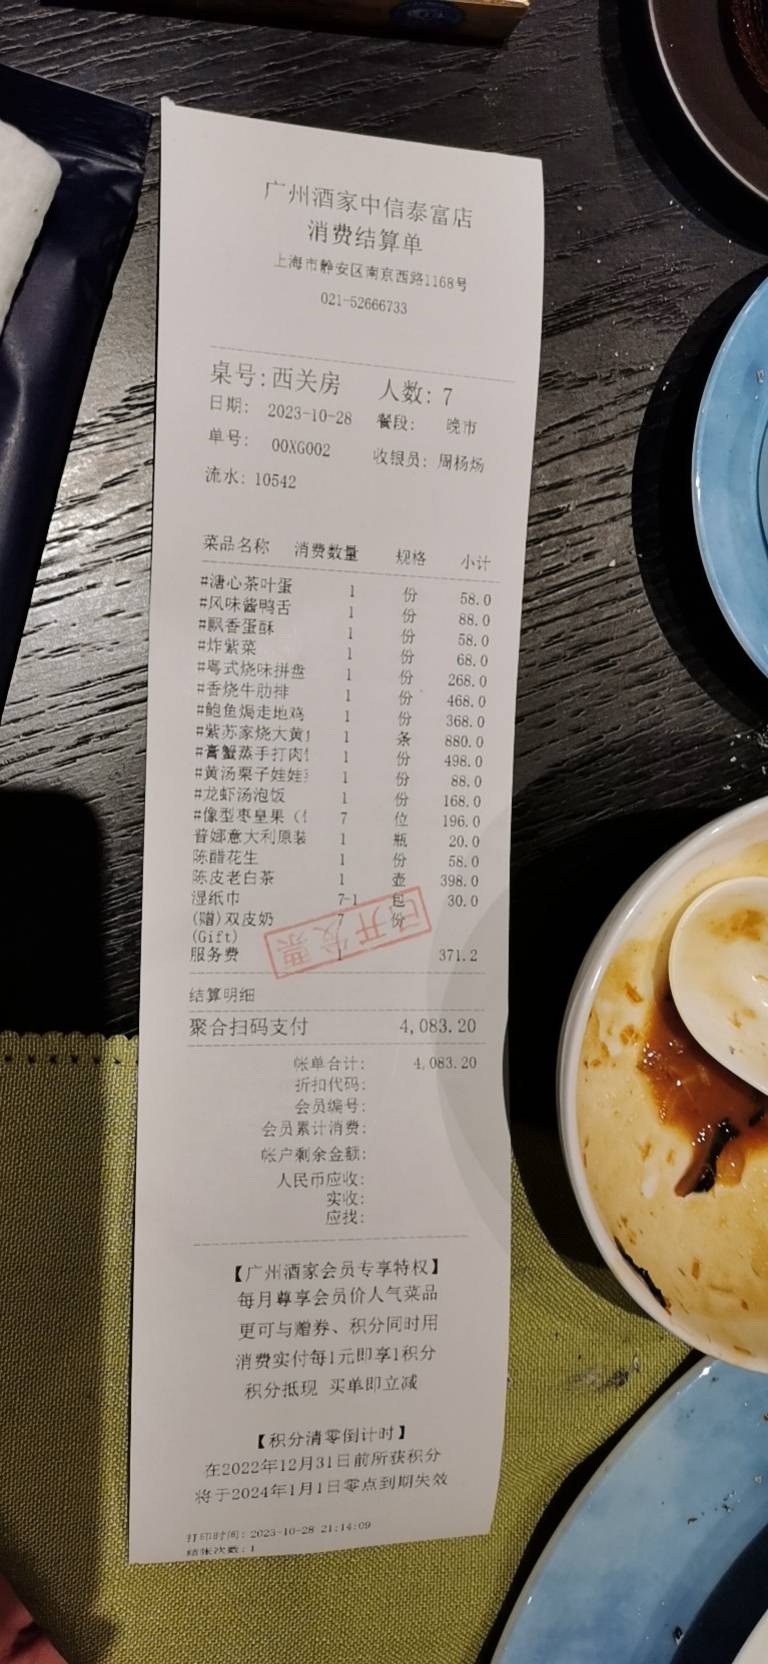 广州酒家中信泰富店
消费结算单
上海市静安区南京西路1168号
021-52666733
桌号:西关房 人数:7
日期: 2023-10-28 餐段: 晚市
单号: 00XG002 收银员:周杨炀
流水:10542
菜品名称 消费数量 规格 小计
#溏心茶叶蛋 1 份 58.0
#风味酱鸭舌 1 份 88.0
#飘香蛋酥 1 份 58.0
#炸紫菜 1 份 68.0
#粤式烧味拼盘 1 份 268.0
#香烧牛肋排 1 份 468.0
#鲍鱼焗走地鸡 1 份 368.0
#紫苏家烧大黄 1 条 880.0
#膏蟹蒸手打肉 1 份 498.0
#黄汤栗子娃娃 1 份 88.0
#龙虾汤泡饭 1 份 168.0
#像型枣皇果（ 7 位 196.0
普娜意大利原装 1 瓶 20.0
陈醋花生 1 份 58.0
陈皮老白茶 1 壶 398.0
湿纸巾 7-1 包 30.0
(赠)双皮奶 7 份
(Gift)
已开发票
服务费 1 371.2
结算明细
聚合扫码支付 4,083.20
帐单合计: 4,083.20
折扣代码:
会员编号:
会员累计消费:
帐户剩余金额:
人民币应收:
实收:
应找:
【广州酒家会员专享特权】
每月尊享会员价人气菜品
更可与赠券、积分同时用
消费实付每1元即享1积分
积分抵现 买单即立减
【积分清零倒计时】
在2022年12月31日前所获积分
将于2024年1月1日零点到期失效
打印时间:2023-10-28 21:14:09
结账次数:1